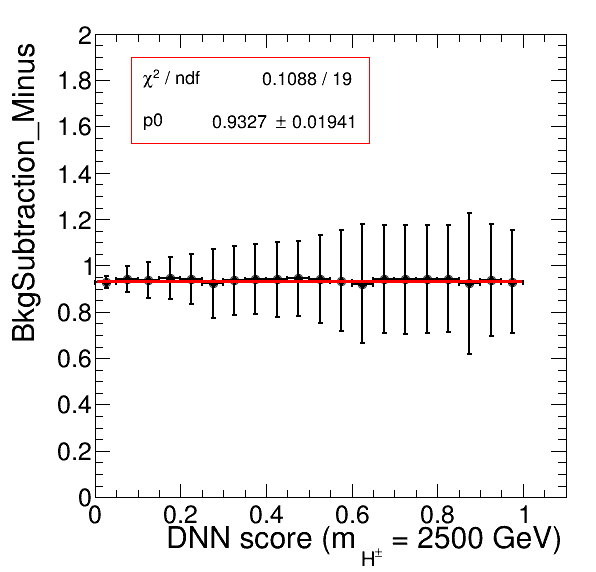 BkgSubtraction_Minus
2
1.8
1.6
1.4
1.2
1
0.8
0.6
0.4
0.2
0
χ² / ndf 0.1088 / 19
p0 0.9327 ± 0.01941
0 0.2 0.4 0.6 0.8 1
DNN score (m_H± = 2500 GeV)